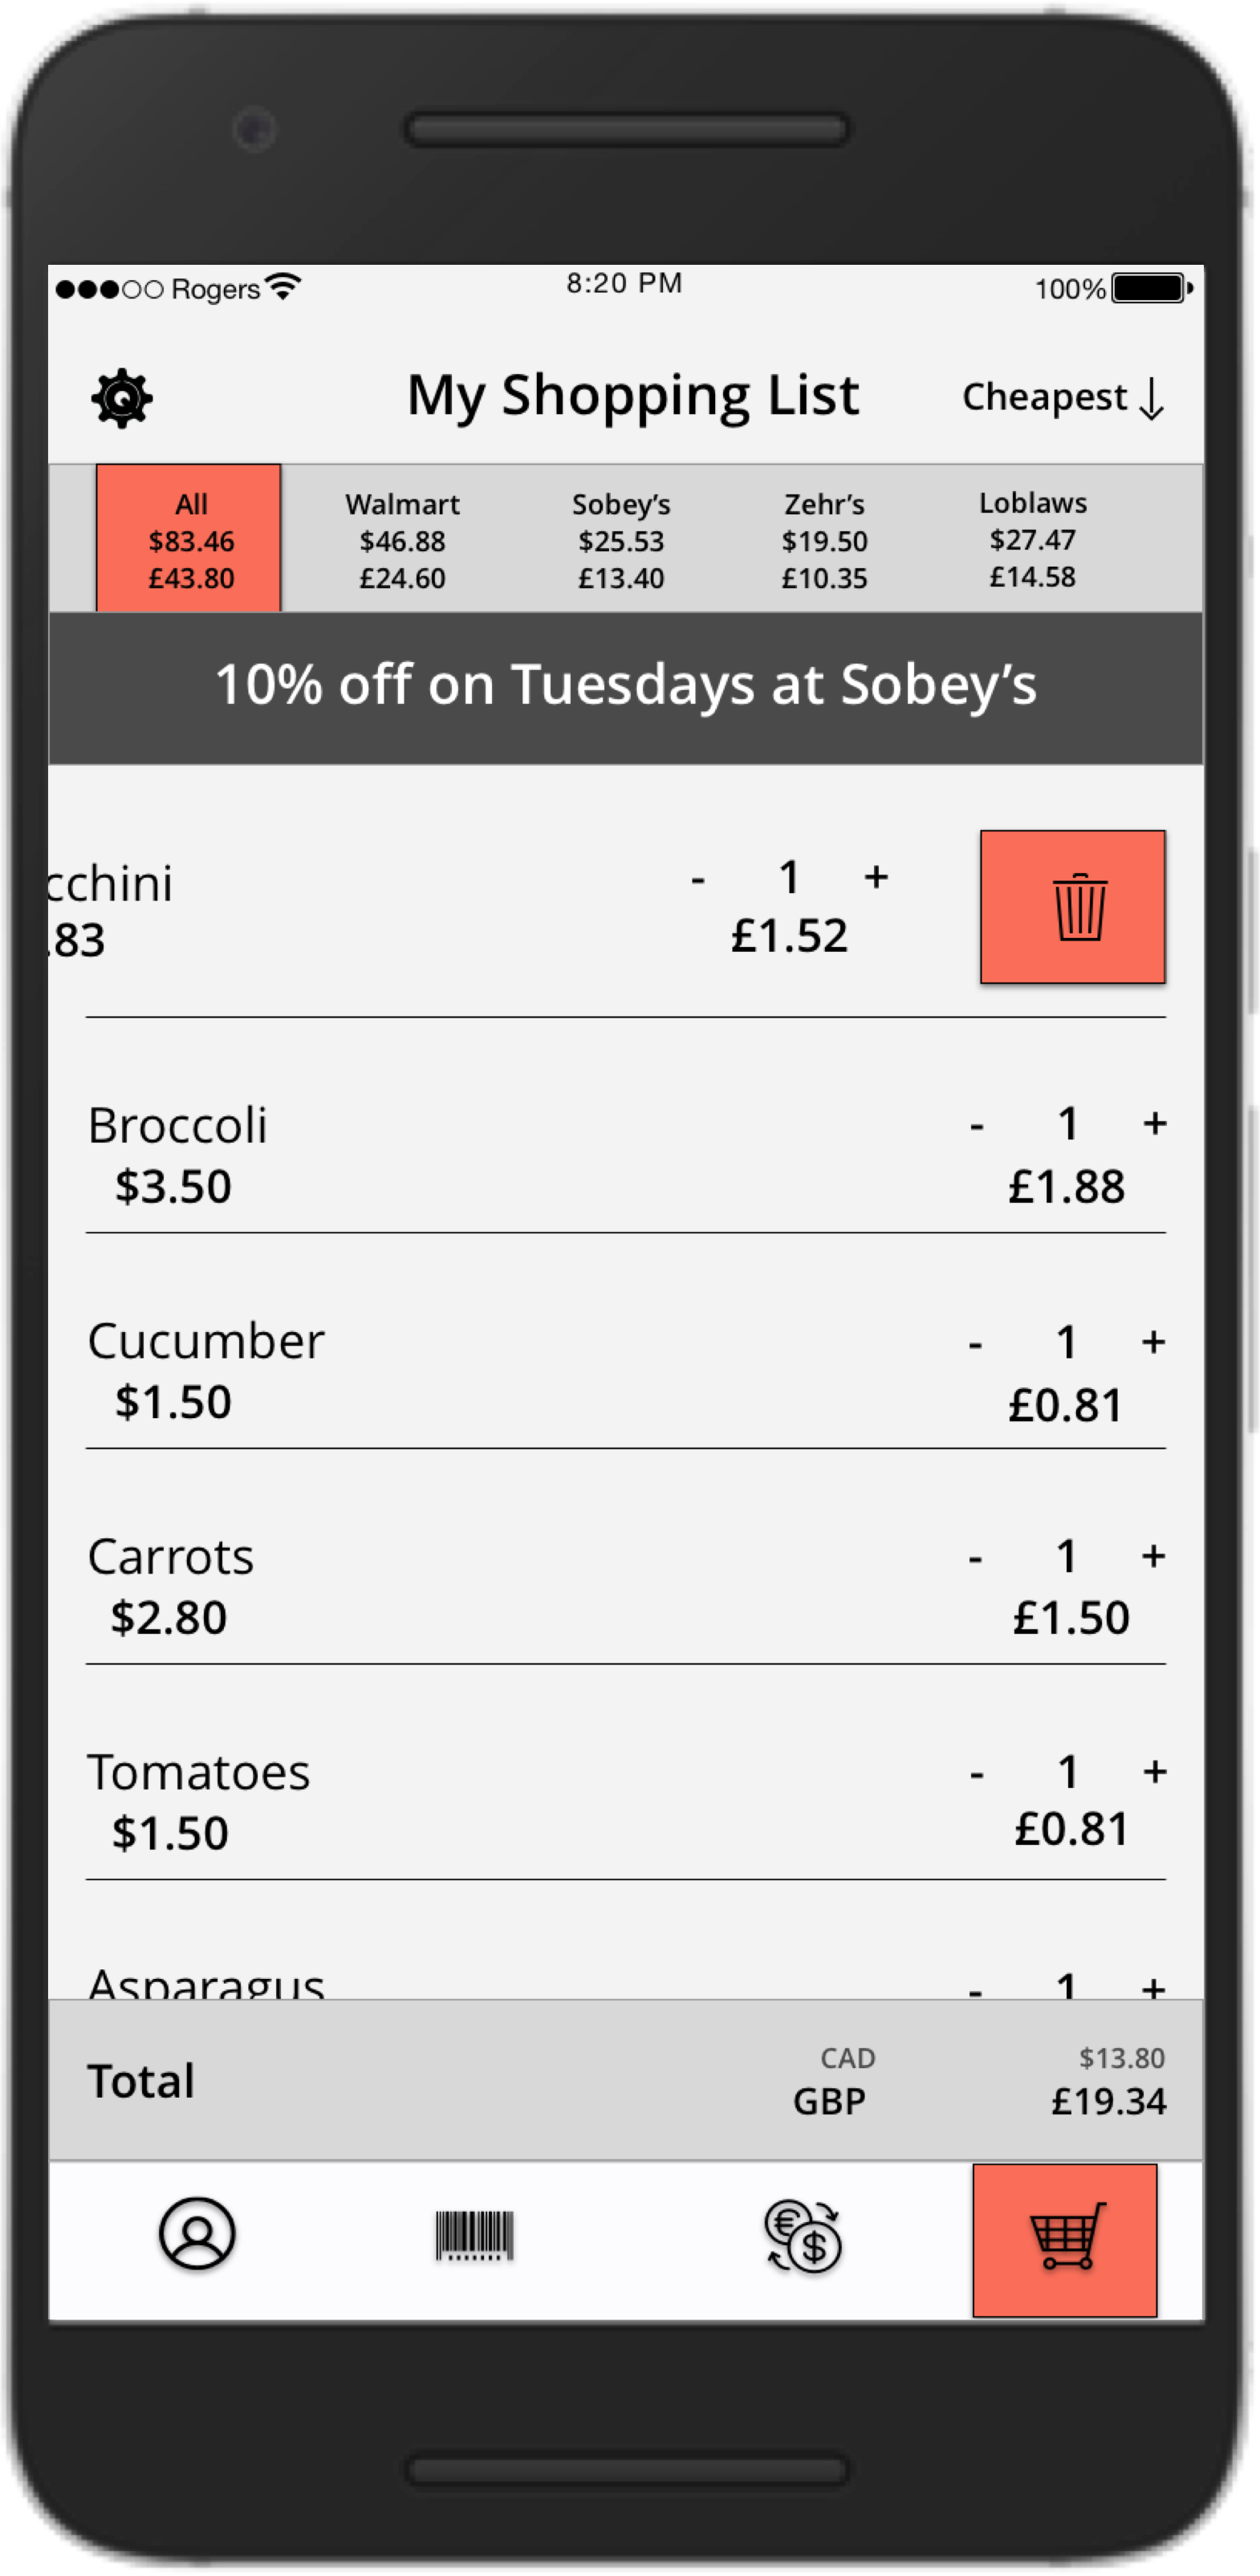 Rogers 8:20 PM 100%
My Shopping List Cheapest ↓
All Walmart Sobey’s Zehr’s Loblaws
$83.46 $46.88 $25.53 $19.50 $27.47
£43.80 £24.60 £13.40 £10.35 £14.58
10% off on Tuesdays at Sobey’s
cchini - 1 +
.83 £1.52
Broccoli - 1 +
$3.50 £1.88
Cucumber - 1 +
$1.50 £0.81
Carrots - 1 +
$2.80 £1.50
Tomatoes - 1 +
$1.50 £0.81
Asparagus - 1 +
Total CAD $13.80
GBP £19.34